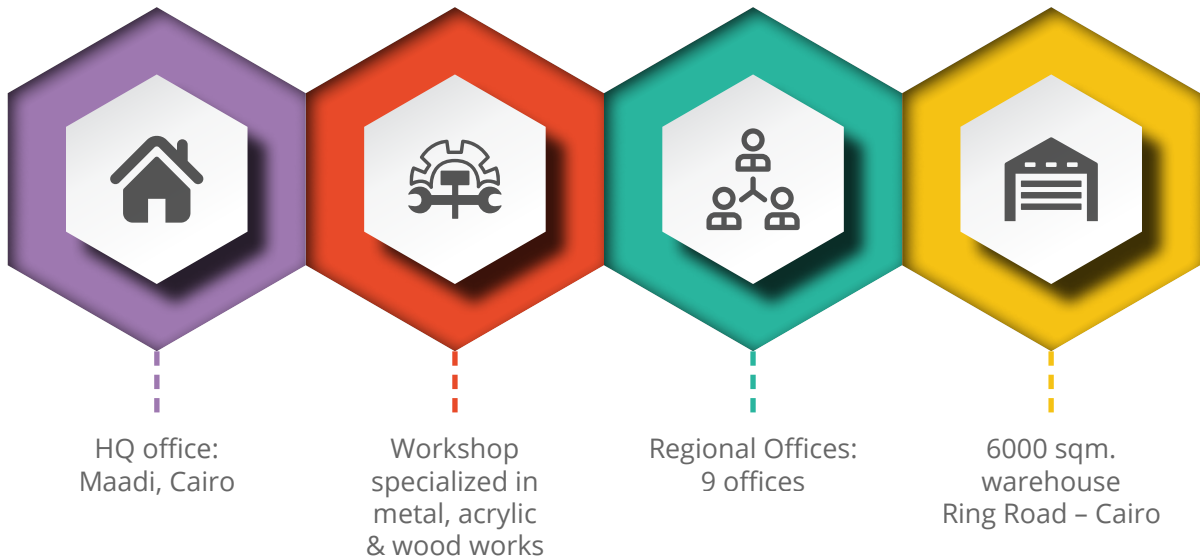 HQ office:
Maadi, Cairo
Workshop
specialized in
metal, acrylic
& wood works
Regional Offices:
9 offices
6000 sqm.
warehouse
Ring Road – Cairo